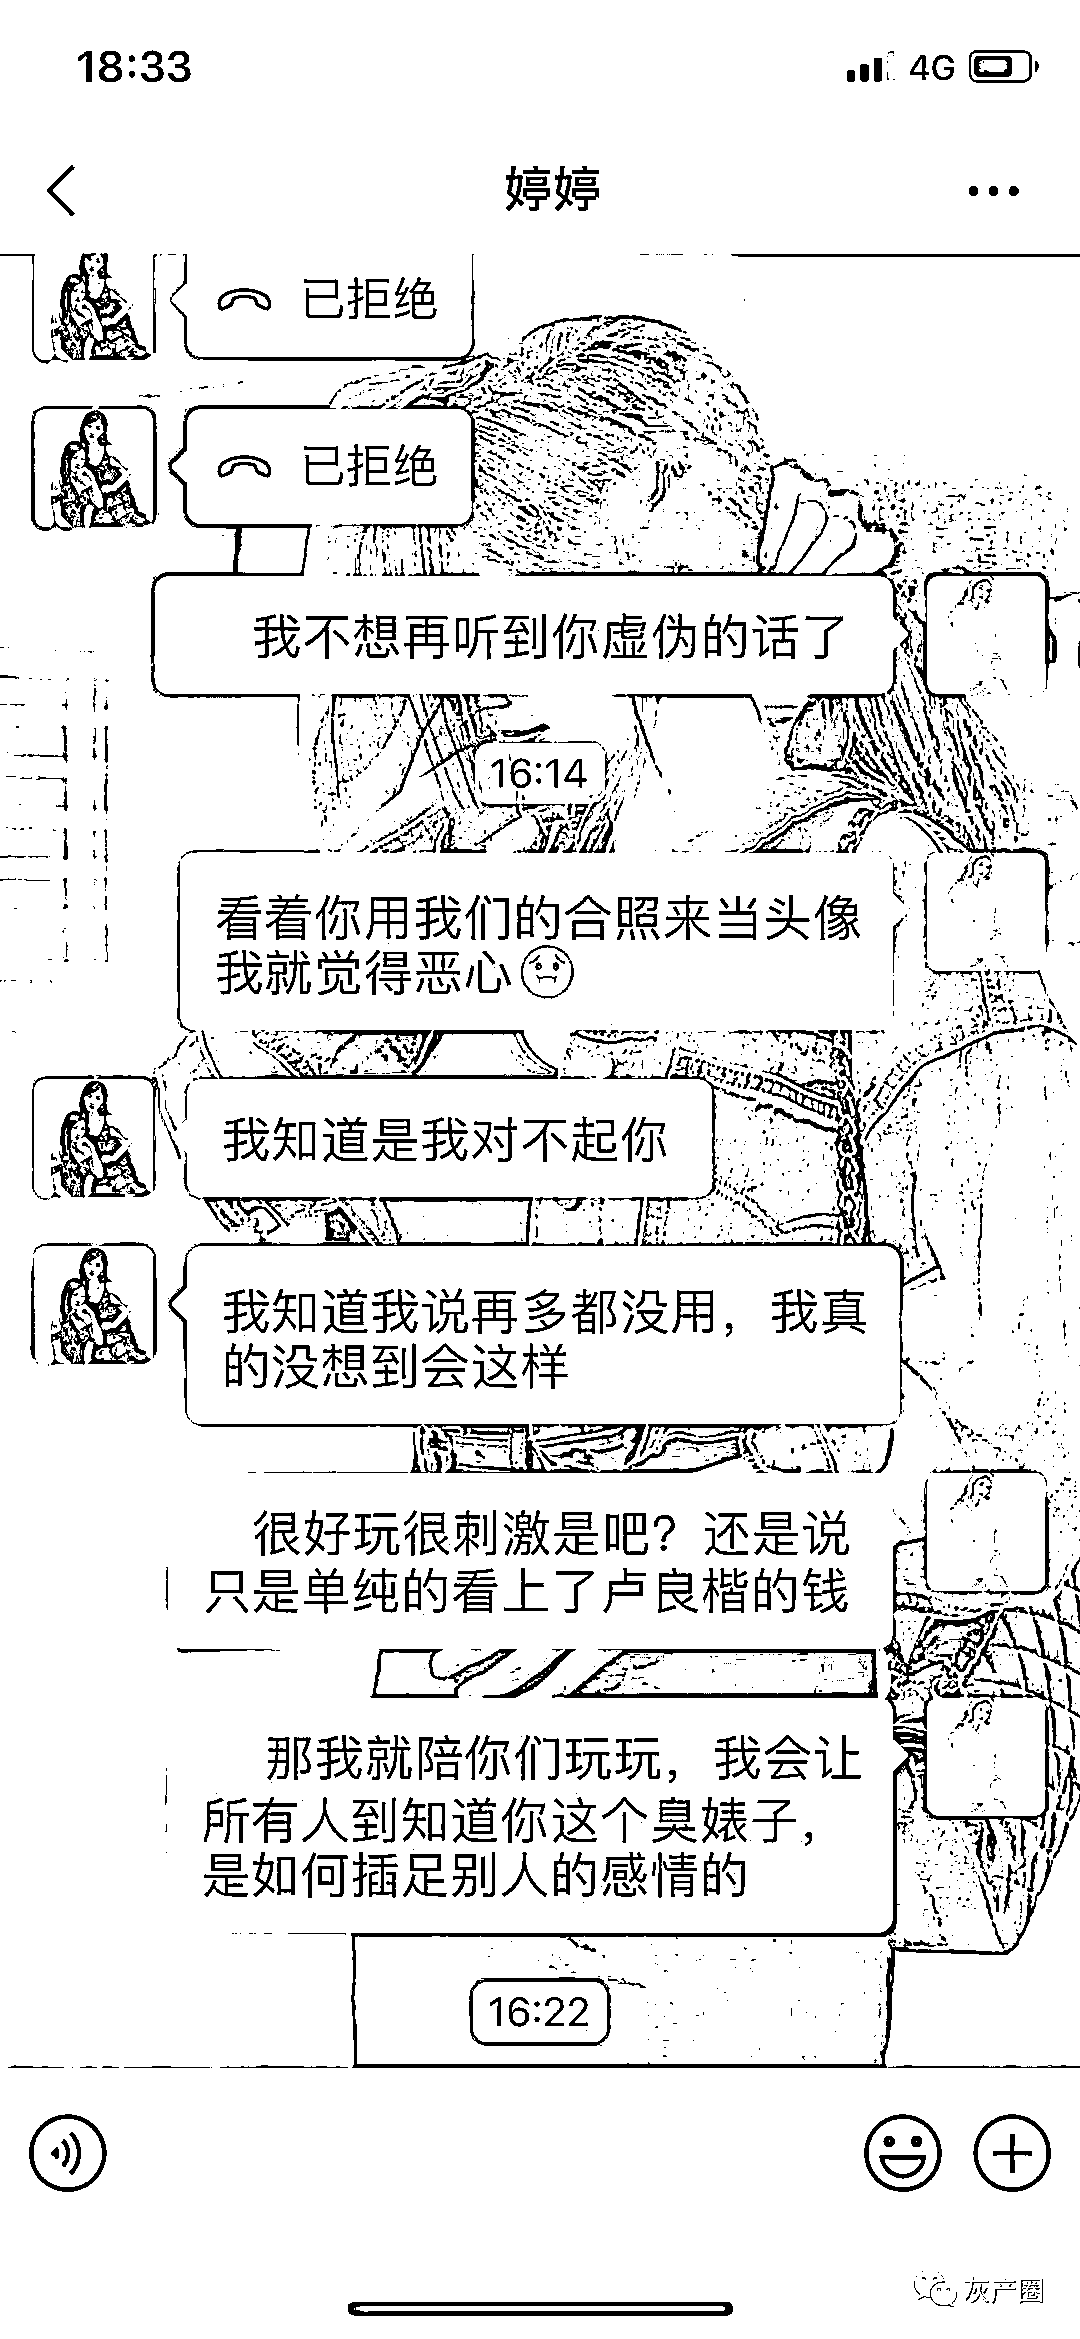 18:33
4G
婷婷
已拒绝
已拒绝
我不想再听到你虚伪的话了
16:14
看着你用我们的合照来当头像
我就觉得恶心
我知道是我对不起你
我知道我说再多都没用，我真
的没想到会这样
很好玩很刺激是吧？还是说
只是单纯的看上了卢良楷的钱
那我就陪你们玩玩，我会让
所有人到知道你这个臭婊子，
是如何插足别人的感情的
16:22
灰产圈